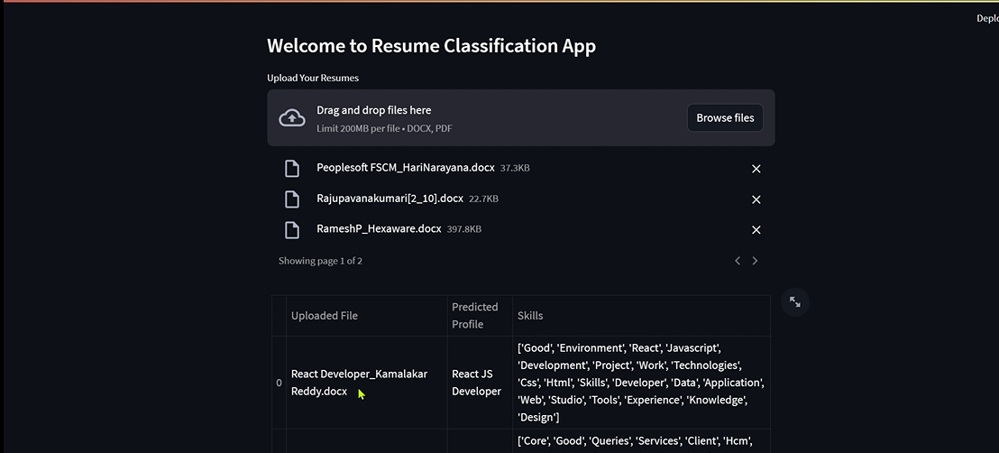 Deplo
Welcome to Resume Classification App
Upload Your Resumes
Drag and drop files here
Limit 200MB per file • DOCX, PDF
Browse files
Peoplesoft FSCM_HariNarayana.docx 37.3KB
Rajupavanakumari[2_10].docx 22.7KB
RameshP_Hexaware.docx 397.8KB
Showing page 1 of 2
Uploaded File
Predicted
Profile
Skills
0
React Developer_Kamalakar
Reddy.docx
React JS
Developer
['Good', 'Environment', 'React', 'Javascript',
'Development', 'Project', 'Work', 'Technologies',
'Css', 'Html', 'Skills', 'Developer', 'Data', 'Application',
'Web', 'Studio', 'Tools', 'Experience', 'Knowledge',
'Design']
['Core', 'Good', 'Queries', 'Services', 'Client', 'Hcm',